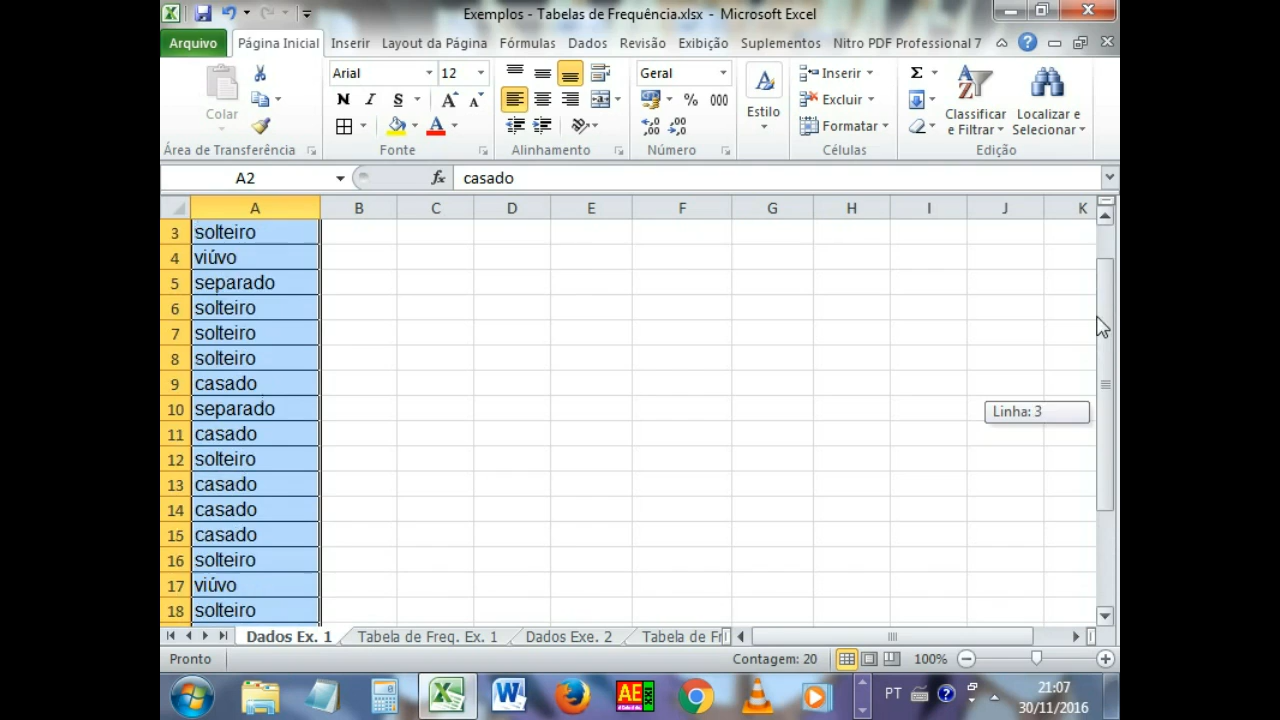 Exemplos - Tabelas de Frequência.xlsx - Microsoft Excel
Arquivo Página Inicial Inserir Layout da Página Fórmulas Dados Revisão Exibição Suplementos Nitro PDF Professional 7
Colar
Área de Transferência
Arial 12
N I S A A
A
Fonte
Alinhamento
Geral
% 000
,00
,00
Número
A
Estilo
Inserir
Excluir
Formatar
Células
Σ
Classificar e Filtrar
Localizar e Selecionar
Edição
A2 fx casado
A B C D E F G H I J K
3 solteiro
4 viúvo
5 separado
6 solteiro
7 solteiro
8 solteiro
9 casado
10 separado
Linha: 3
11 casado
12 solteiro
13 casado
14 casado
15 casado
16 solteiro
17 viúvo
18 solteiro
Dados Ex. 1 Tabela de Freq. Ex. 1 Dados Exe. 2 Tabela de Fr
Pronto Contagem: 20 100%
PT 21:07
30/11/2016